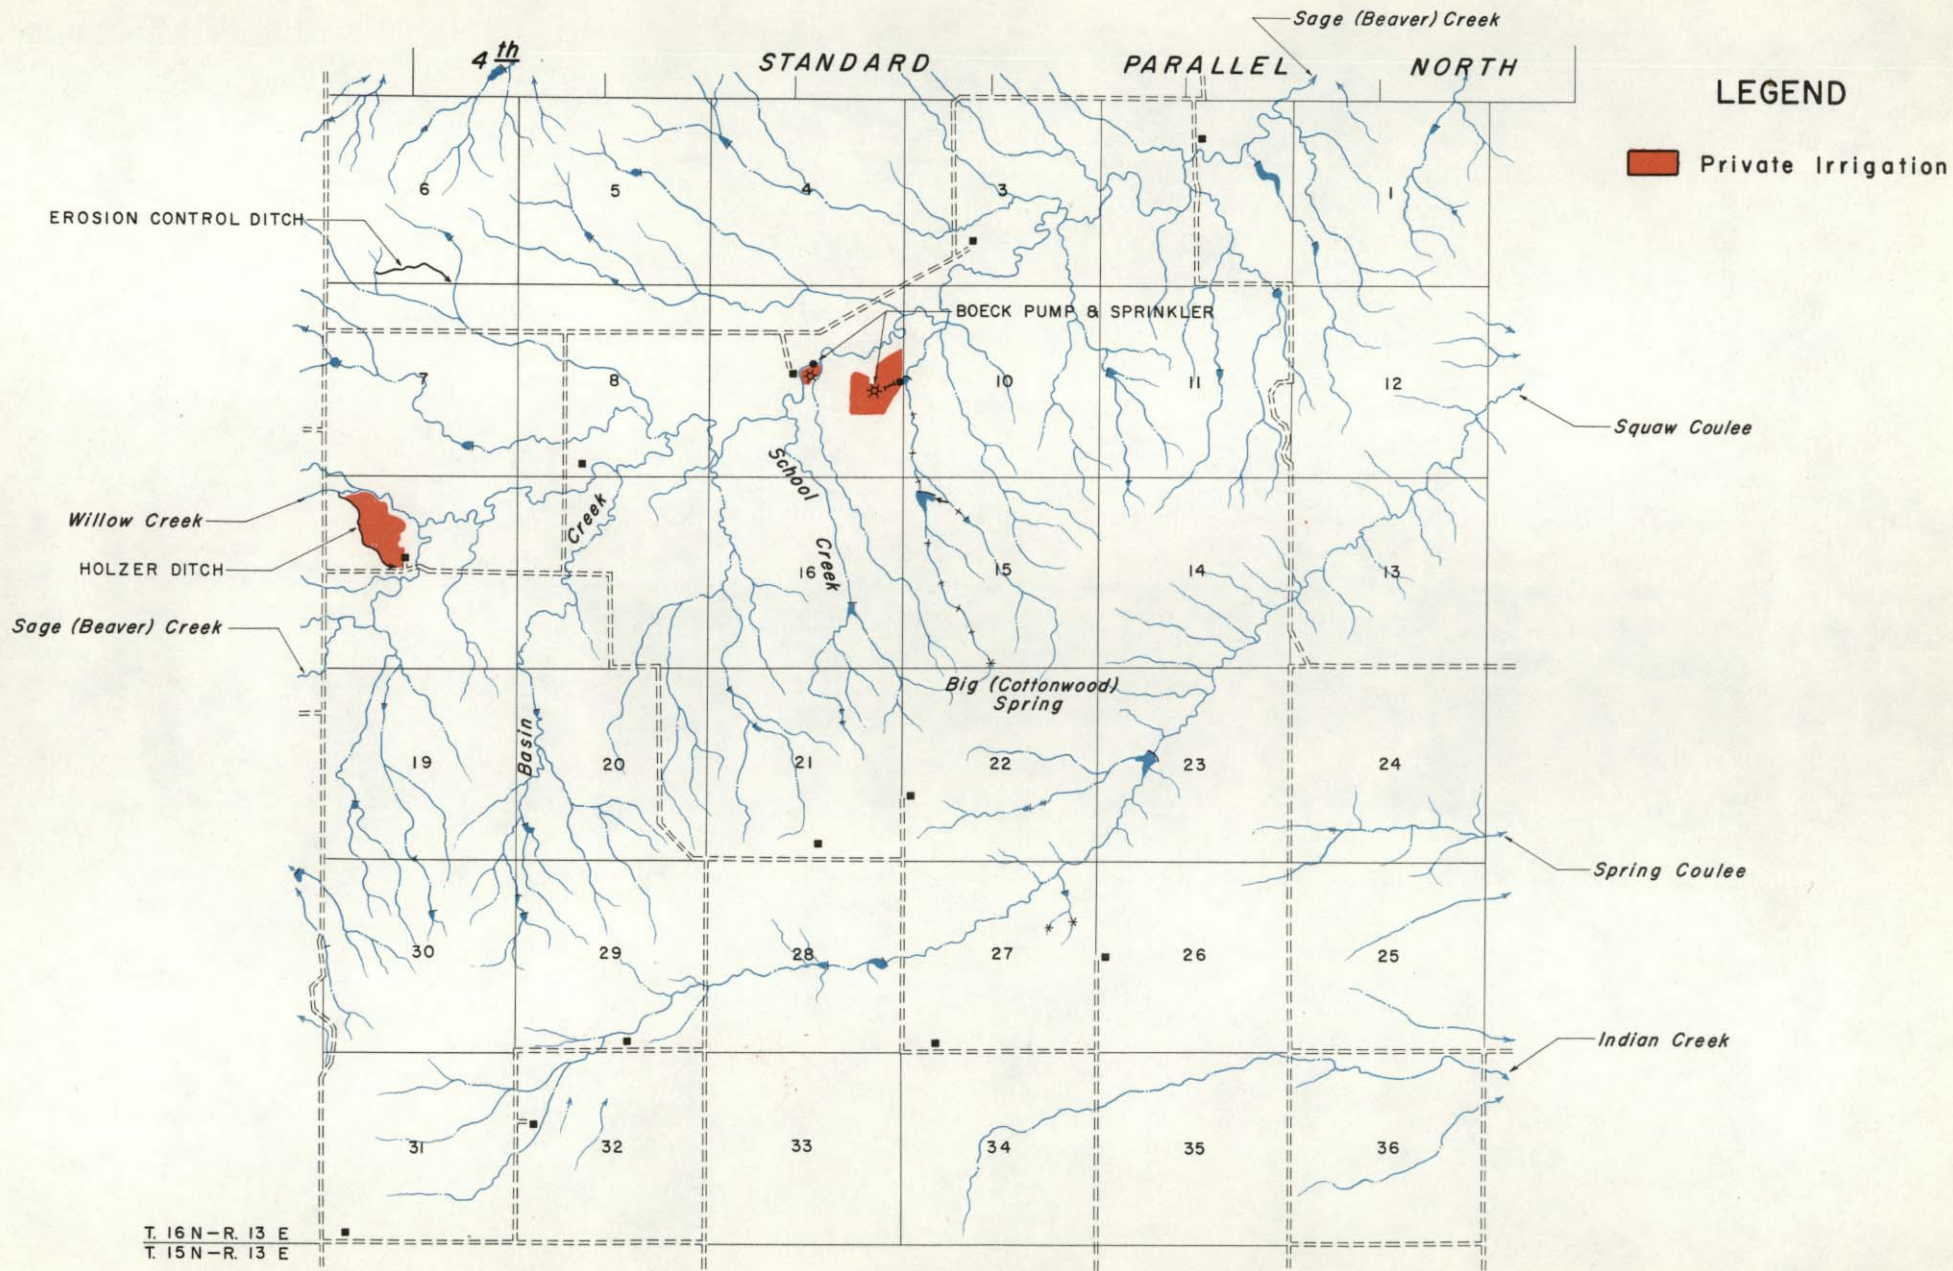 Sage (Beaver) Creek
4th STANDARD PARALLEL NORTH
LEGEND
Private Irrigation
6 5 4 3 1
EROSION CONTROL DITCH
BOECK PUMP & SPRINKLER
7 8 10 11 12
Squaw Coulee
School
Willow Creek
Creek
HOLZER DITCH
16 Creek 15 14 13
Sage (Beaver) Creek
Big (Cottonwood)
Spring
Basin
19 20 21 22 23 24
Spring Coulee
30 29 28 27 26 25
Indian Creek
31 32 33 34 35 36
T. 16 N-R. 13 E
T. 15 N-R. 13 E